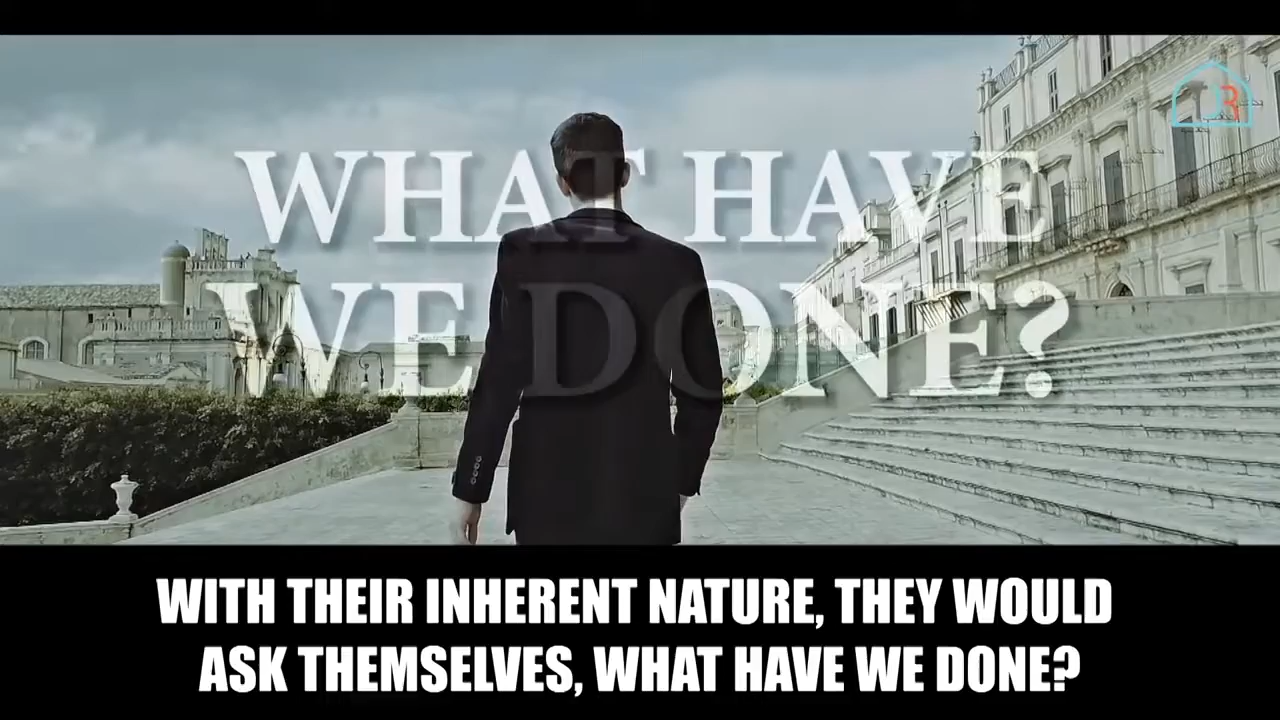 WHAT HAVE
WE DONE?
WITH THEIR INHERENT NATURE, THEY WOULD
ASK THEMSELVES, WHAT HAVE WE DONE?